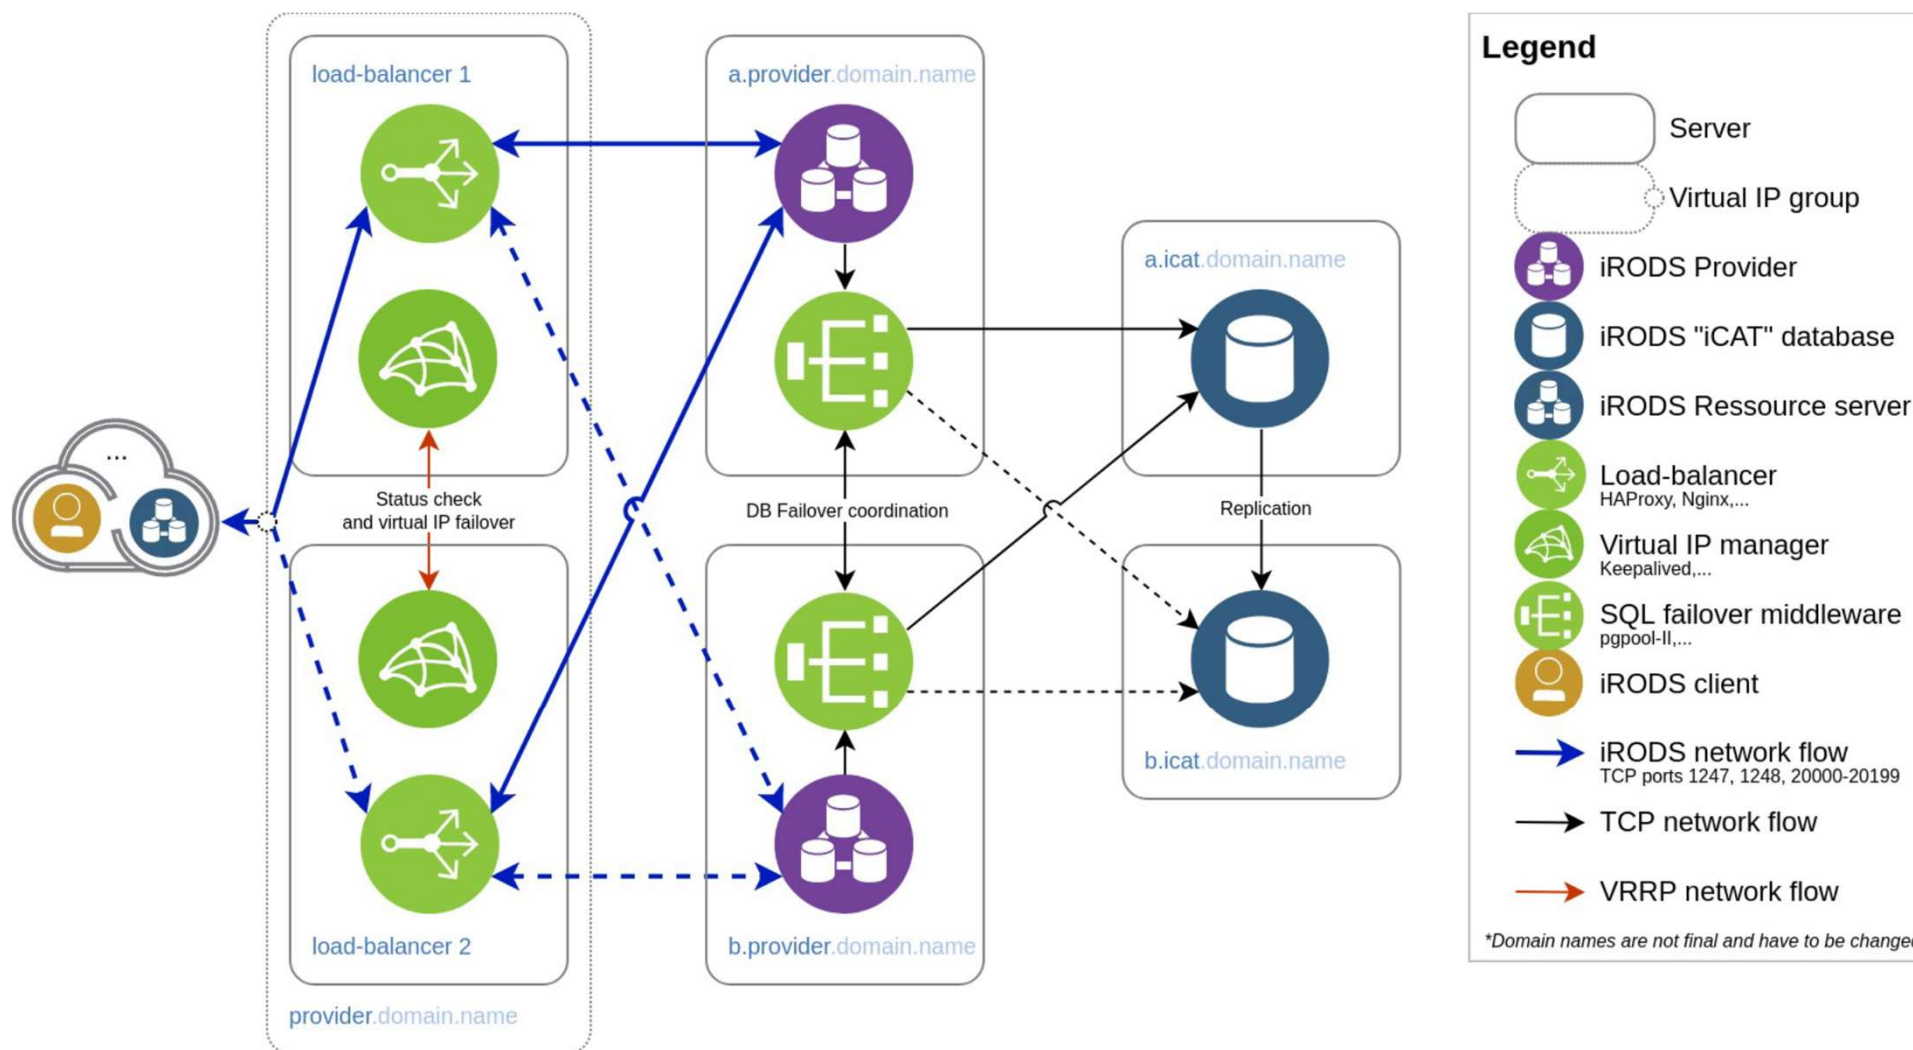 load-balancer 1
a.provider.domain.name
a.icat.domain.name
...
Status check
and virtual IP failover
DB Failover coordination
Replication
b.icat.domain.name
load-balancer 2
b.provider.domain.name
provider.domain.name
Legend
Server
Virtual IP group
iRODS Provider
iRODS "iCAT" database
iRODS Ressource server
Load-balancer
HAProxy, Nginx,...
Virtual IP manager
Keepalived,...
SQL failover middleware
pgpool-II,...
iRODS client
iRODS network flow
TCP ports 1247, 1248, 20000-20199
TCP network flow
VRRP network flow
*Domain names are not final and have to be changed